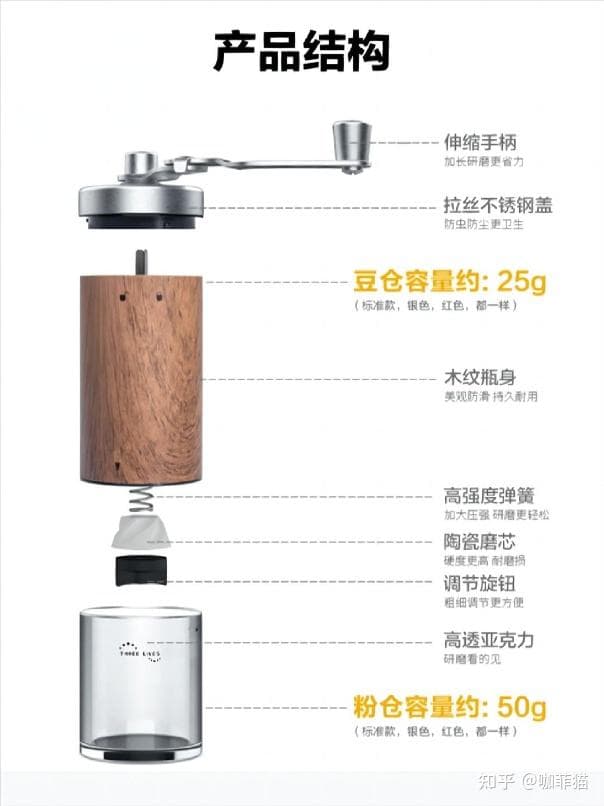 产品结构
伸缩手柄
加长研磨更省力
拉丝不锈钢盖
防虫防尘更卫生
豆仓容量约: 25g
(标准款，银色，红色，都一样)
木纹瓶身
美观防滑 持久耐用
高强度弹簧
加大压强 研磨更轻松
陶瓷磨芯
硬度更高 耐磨损
调节旋钮
粗细调节更方便
高透亚克力
研磨看的见
THREE LIVES
粉仓容量约: 50g
(标准款，银色，红色，都一样)
知乎 @咖菲猫